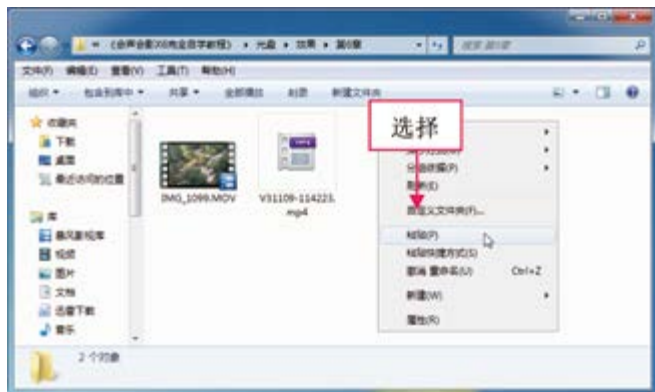 《会声会影X6完全自学教程》 光盘 效果 第6章
文件(F) 编辑(E) 查看(V) 工具(T) 帮助(H)
组织 包含到库中 共享 全部播放 刻录 新建文件夹
收藏夹
下载
桌面
最近访问的位置
库
暴风影视库
视频
图片
文档
迅雷下载
音乐
IMG_1099.MOV
V31109-114223.mp4
选择
分组依据(P)
刷新(E)
自定义文件夹(F)...
粘贴(P)
粘贴快捷方式(S)
撤消 重命名(U) Ctrl+Z
新建(W)
属性(R)
2 个对象